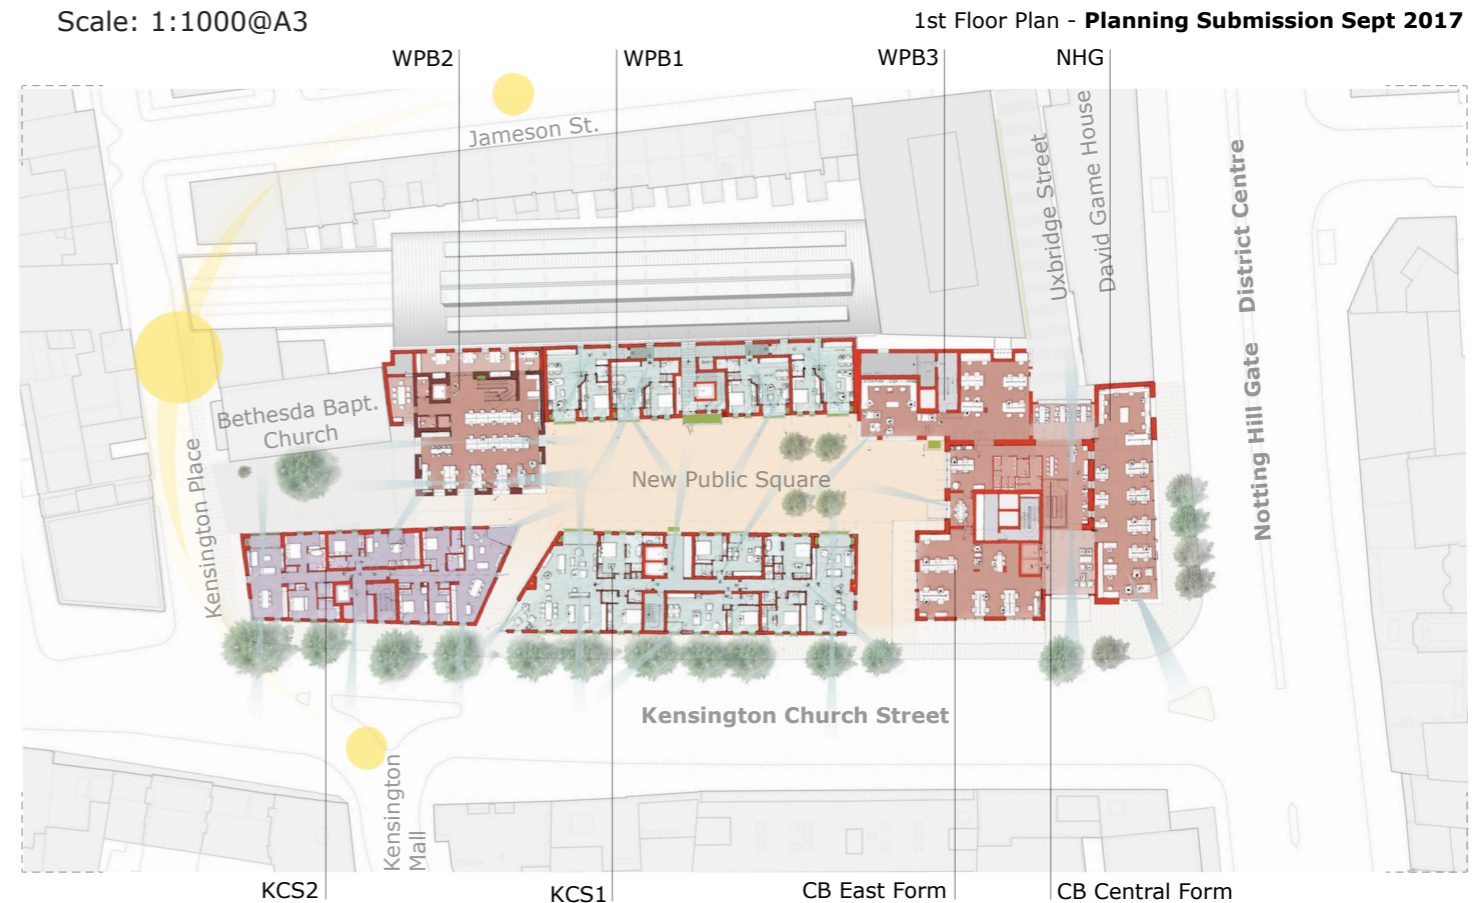 Scale: 1:1000@A3
1st Floor Plan - Planning Submission Sept 2017
WPB2
WPB1
WPB3
NHG
Jameson St.
Uxbridge Street
David Game House
Notting Hill Gate District Centre
Bethesda Bapt.
Church
Kensington Place
New Public Square
Kensington Church Street
Kensington
Mall
KCS2
KCS1
CB East Form
CB Central Form